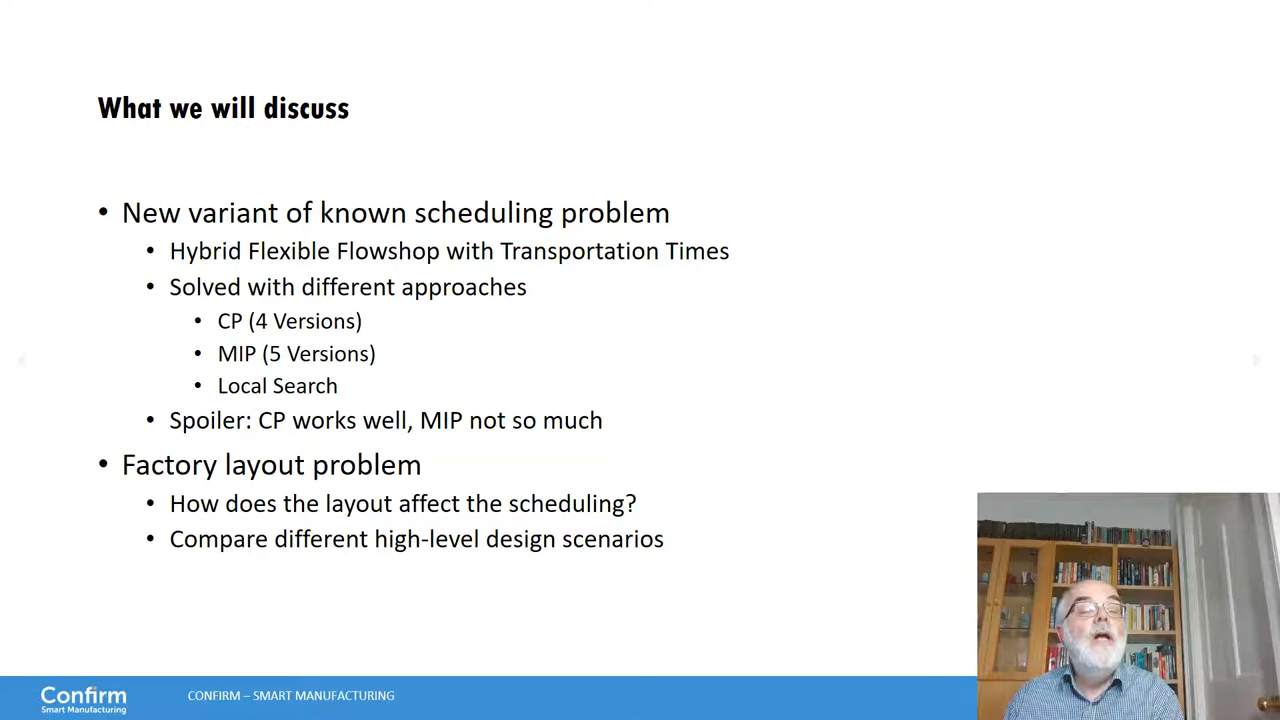 What we will discuss
• New variant of known scheduling problem
• Hybrid Flexible Flowshop with Transportation Times
• Solved with different approaches
• CP (4 Versions)
• MIP (5 Versions)
• Local Search
• Spoiler: CP works well, MIP not so much
• Factory layout problem
• How does the layout affect the scheduling?
• Compare different high-level design scenarios
Confirm
Smart Manufacturing
CONFIRM – SMART MANUFACTURING